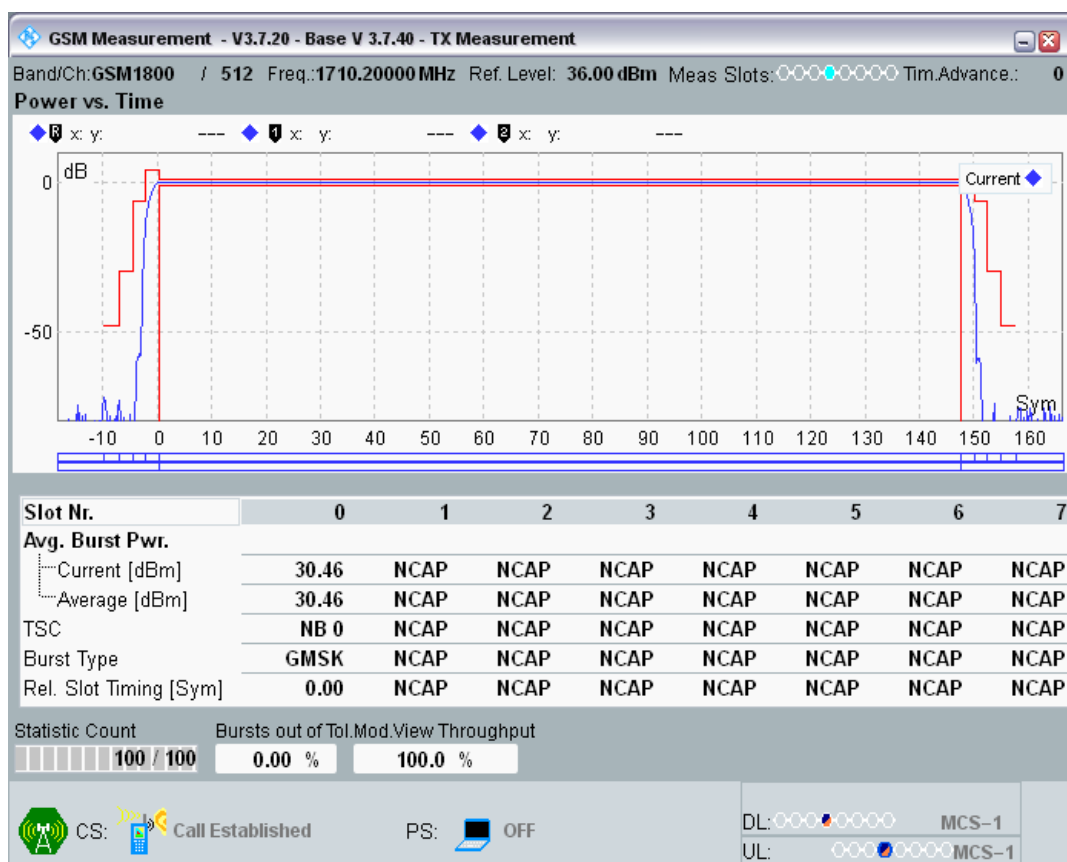 GSM Measurement - V3.7.20 - Base V 3.7.40 - TX Measurement
Band/Ch:GSM1800 / 512 Freq.:1710.20000 MHz Ref. Level: 36.00 dBm Meas Slots: Tim.Advance.: 0
Power vs. Time
R x: y: --- 1 x: y: --- 2 x: y: ---
dB
Current
0
-50
Sym
-10 0 10 20 30 40 50 60 70 80 90 100 110 120 130 140 150 160
Slot Nr. 0 1 2 3 4 5 6 7
Avg. Burst Pwr.
Current [dBm] 30.46 NCAP NCAP NCAP NCAP NCAP NCAP NCAP
Average [dBm] 30.46 NCAP NCAP NCAP NCAP NCAP NCAP NCAP
TSC NB 0 NCAP NCAP NCAP NCAP NCAP NCAP NCAP
Burst Type GMSK NCAP NCAP NCAP NCAP NCAP NCAP NCAP
Rel. Slot Timing [Sym] 0.00 NCAP NCAP NCAP NCAP NCAP NCAP NCAP
Statistic Count Bursts out of Tol. Mod.View Throughput
100 / 100 0.00 % 100.0 %
CS: Call Established PS: OFF
DL: MCS-1
UL: MCS-1